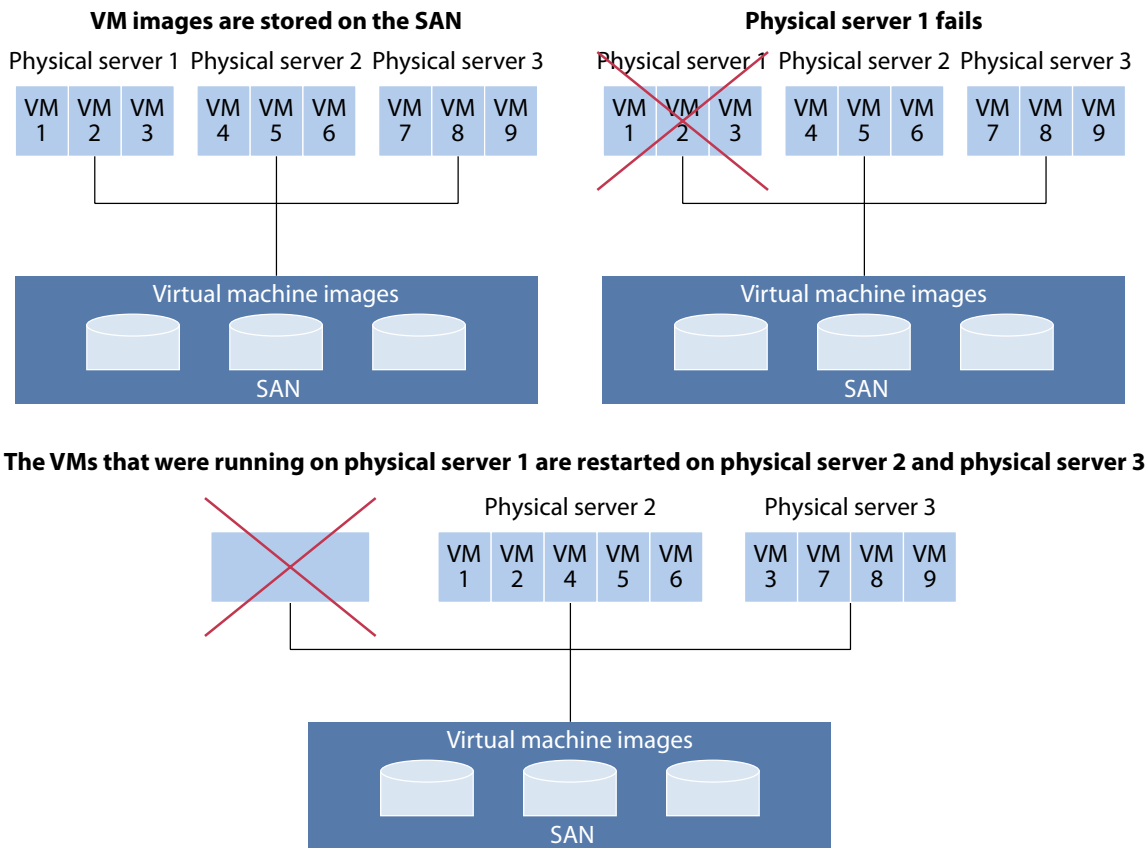 VM images are stored on the SAN
Physical server 1 Physical server 2 Physical server 3
VM 1 VM 2 VM 3 VM 4 VM 5 VM 6 VM 7 VM 8 VM 9
Virtual machine images
SAN
Physical server 1 fails
Physical server 1 Physical server 2 Physical server 3
VM 1 VM 2 VM 3 VM 4 VM 5 VM 6 VM 7 VM 8 VM 9
Virtual machine images
SAN
The VMs that were running on physical server 1 are restarted on physical server 2 and physical server 3
Physical server 2 Physical server 3
VM 1 VM 2 VM 4 VM 5 VM 6 VM 3 VM 7 VM 8 VM 9
Virtual machine images
SAN